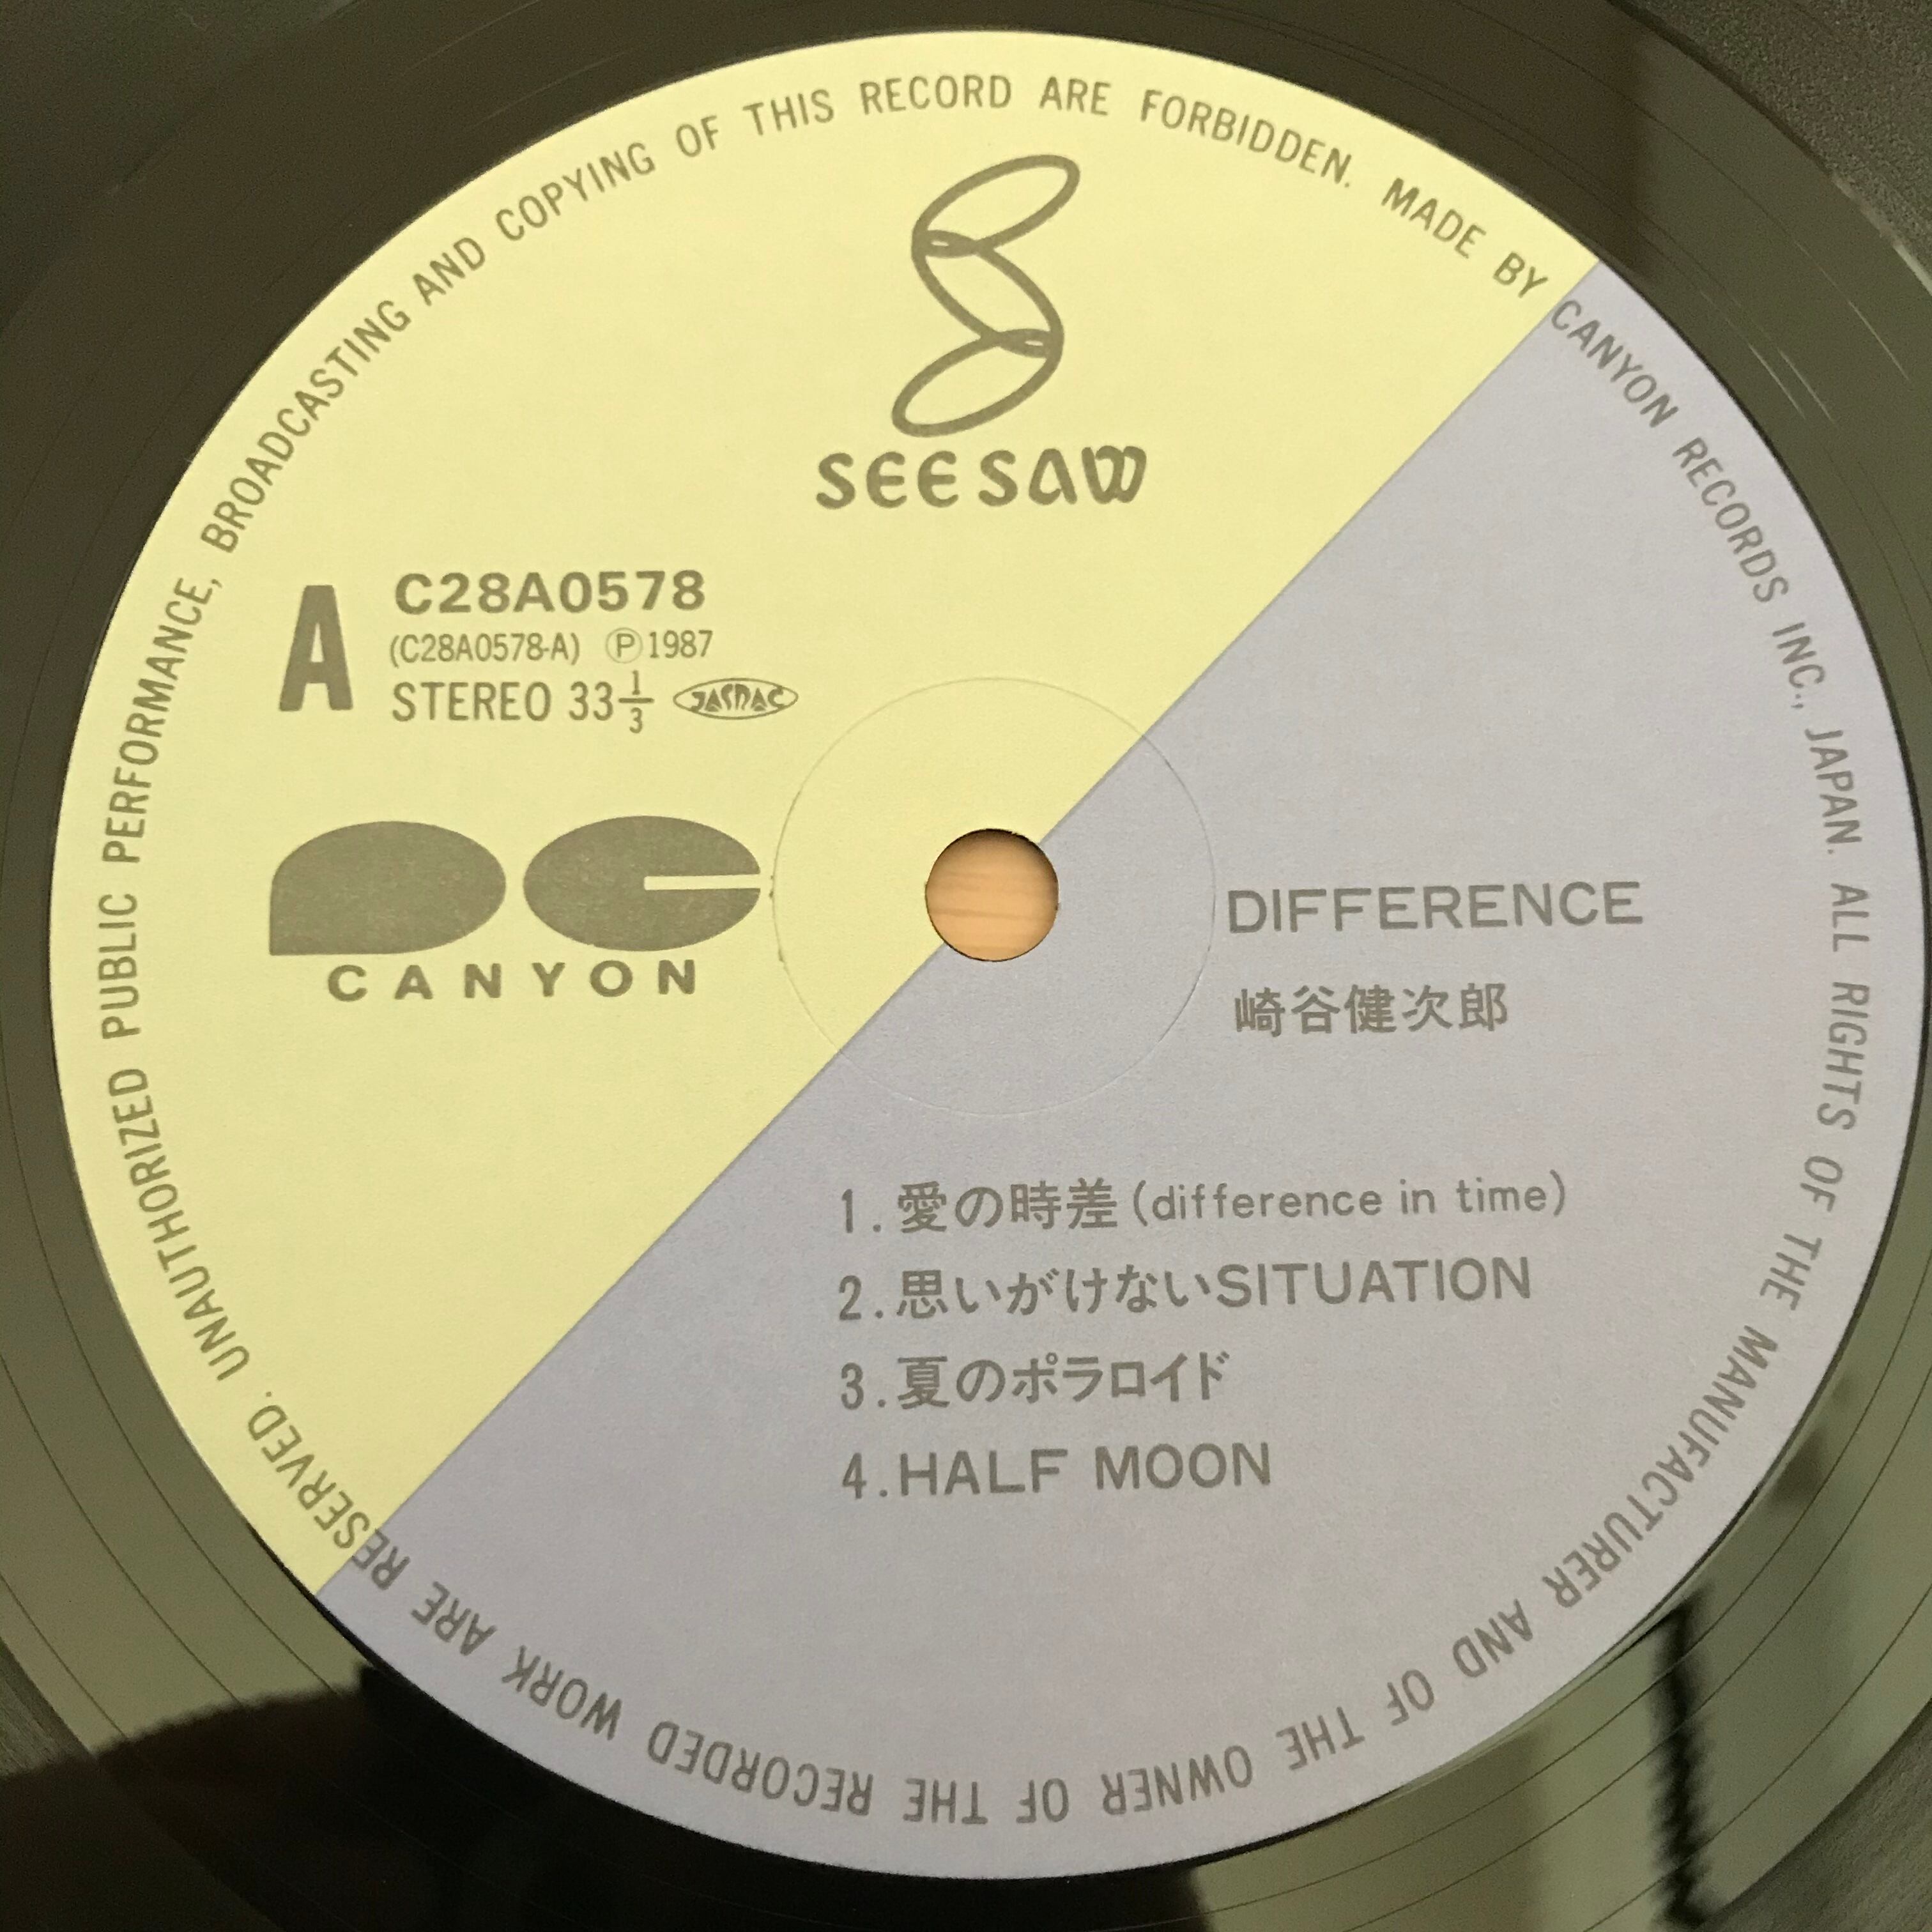 UNAUTHORIZED PUBLIC PERFORMANCE, BROADCASTING AND COPYING OF THIS RECORD ARE FORBIDDEN. MADE BY CANYON RECORDS INC., JAPAN. ALL RIGHTS OF THE MANUFACTURER AND OF THE OWNER OF THE RECORDED WORK ARE RESERVED.
SEE SAW
A
C28A0578
(C28A0578-A) Ⓟ1987
STEREO 33 1/3 JASRAC
CANYON
DIFFERENCE
崎谷健次郎
1.愛の時差(difference in time)
2.思いがけないSITUATION
3.夏のポラロイド
4.HALF MOON